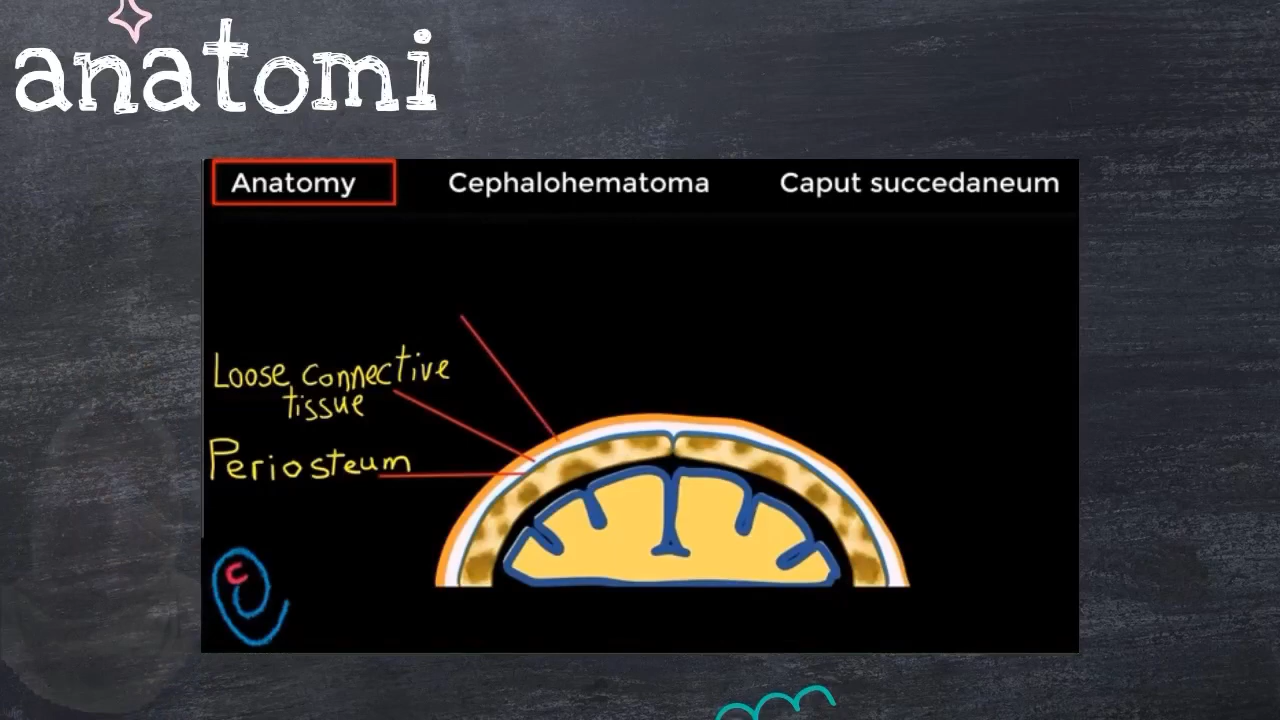 anatomi
Anatomy Cephalohematoma Caput succedaneum
Loose connective
tissue
Periosteum
C